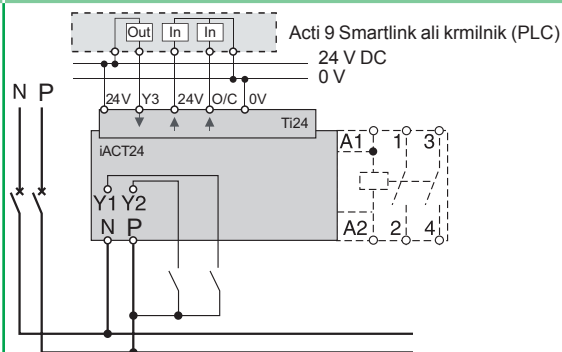 Out In In Acti 9 Smartlink ali krmilnik (PLC)
24 V DC
0 V
N P
24V Y3 24V O/C 0V
Ti24
iACT24
A1 1 3
Y1 Y2
N P
A2 2 4